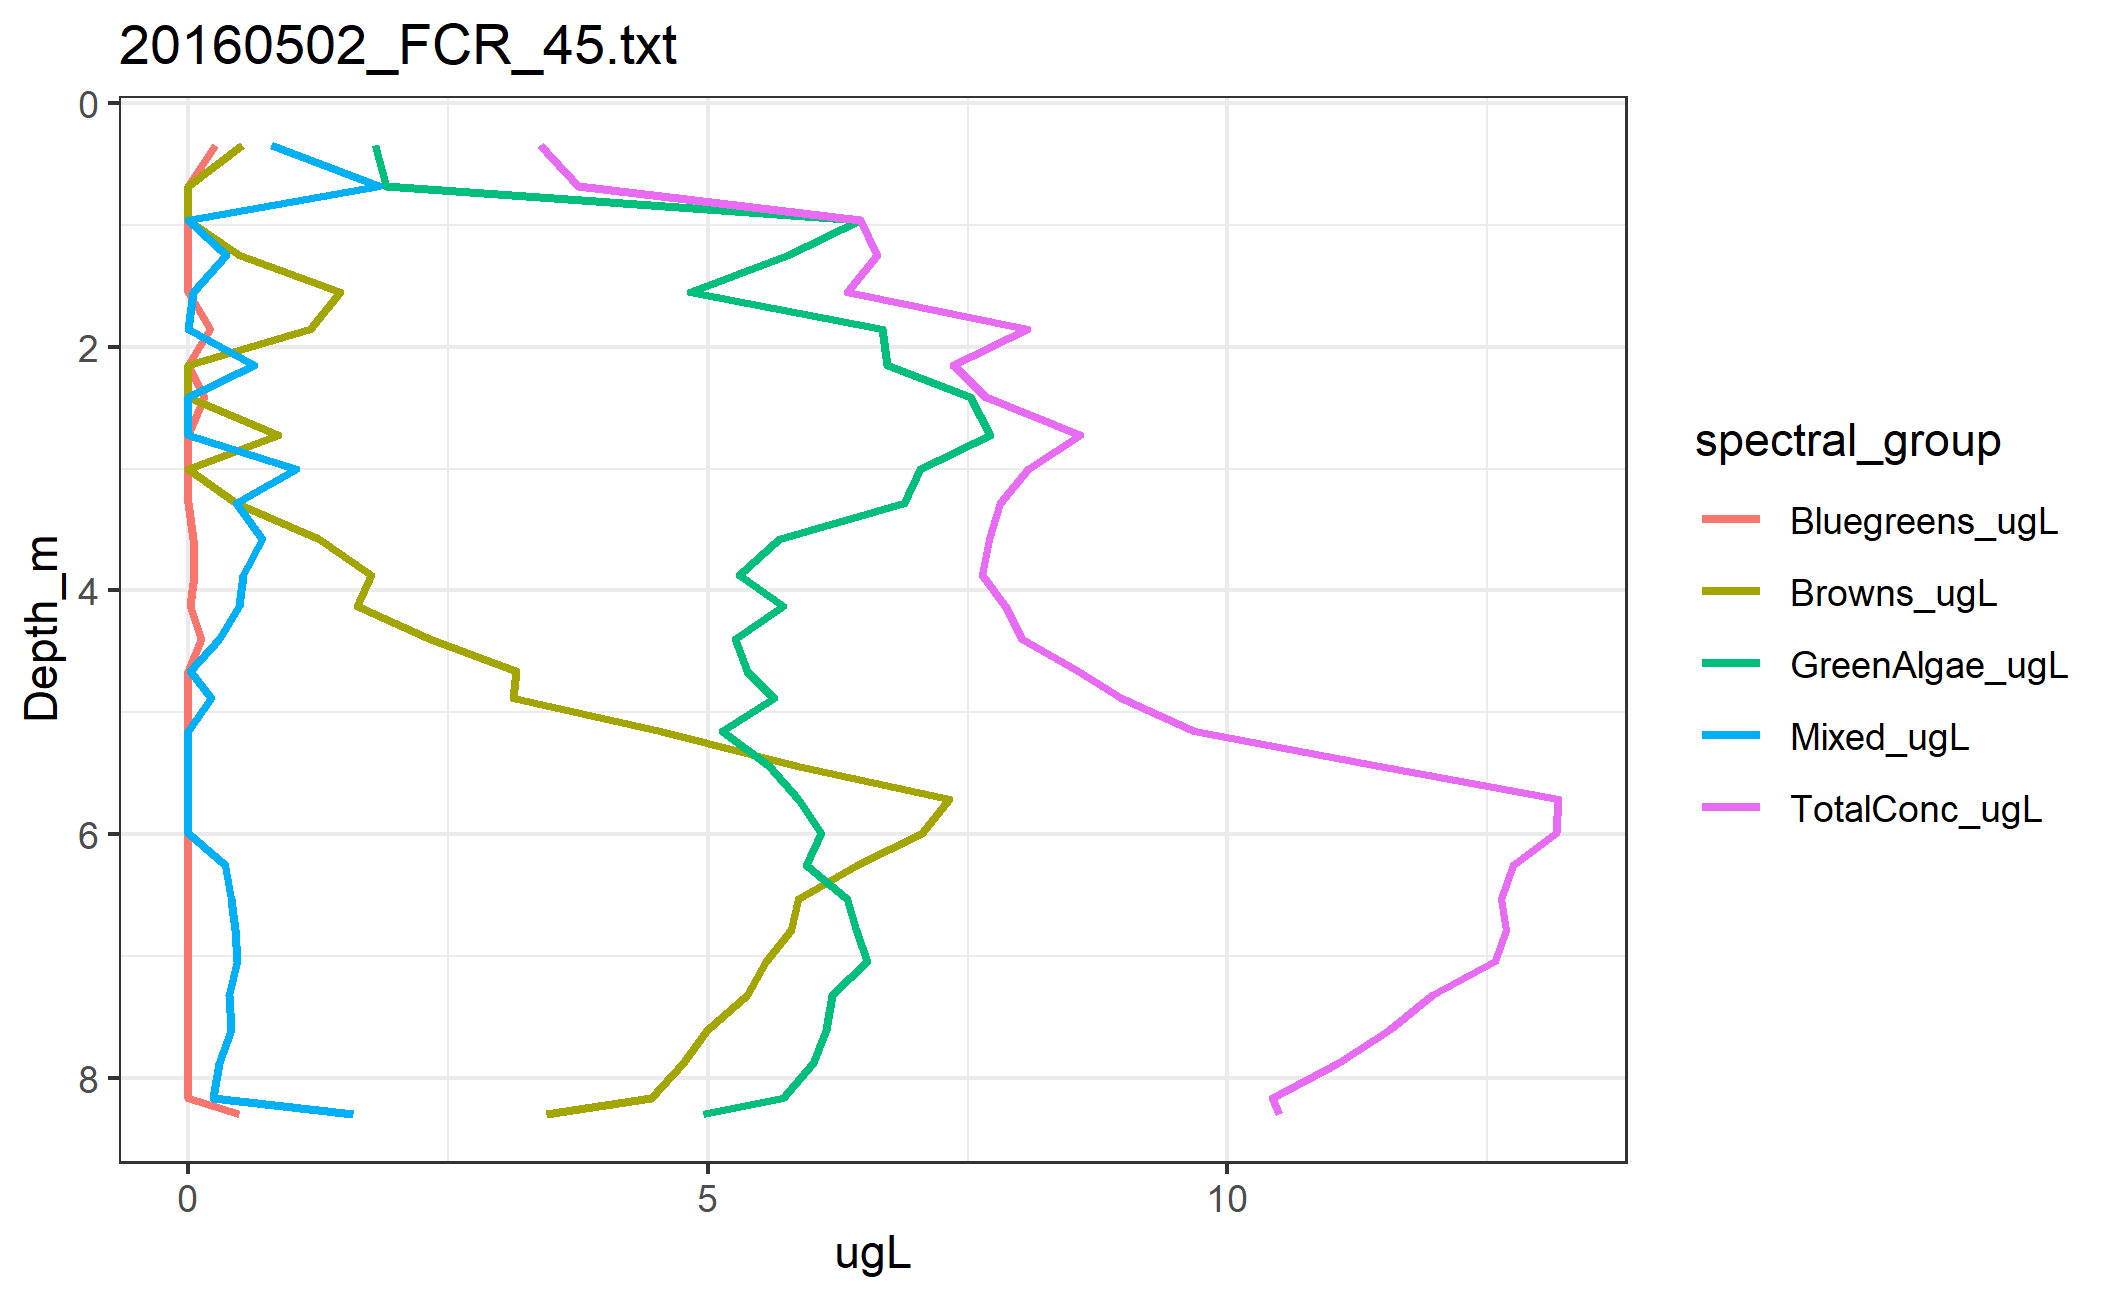 20160502_FCR_45.txt
0
2
4
6
8
Depth_m
0 5 10
ugL
spectral_group
Bluegreens_ugL
Browns_ugL
GreenAlgae_ugL
Mixed_ugL
TotalConc_ugL